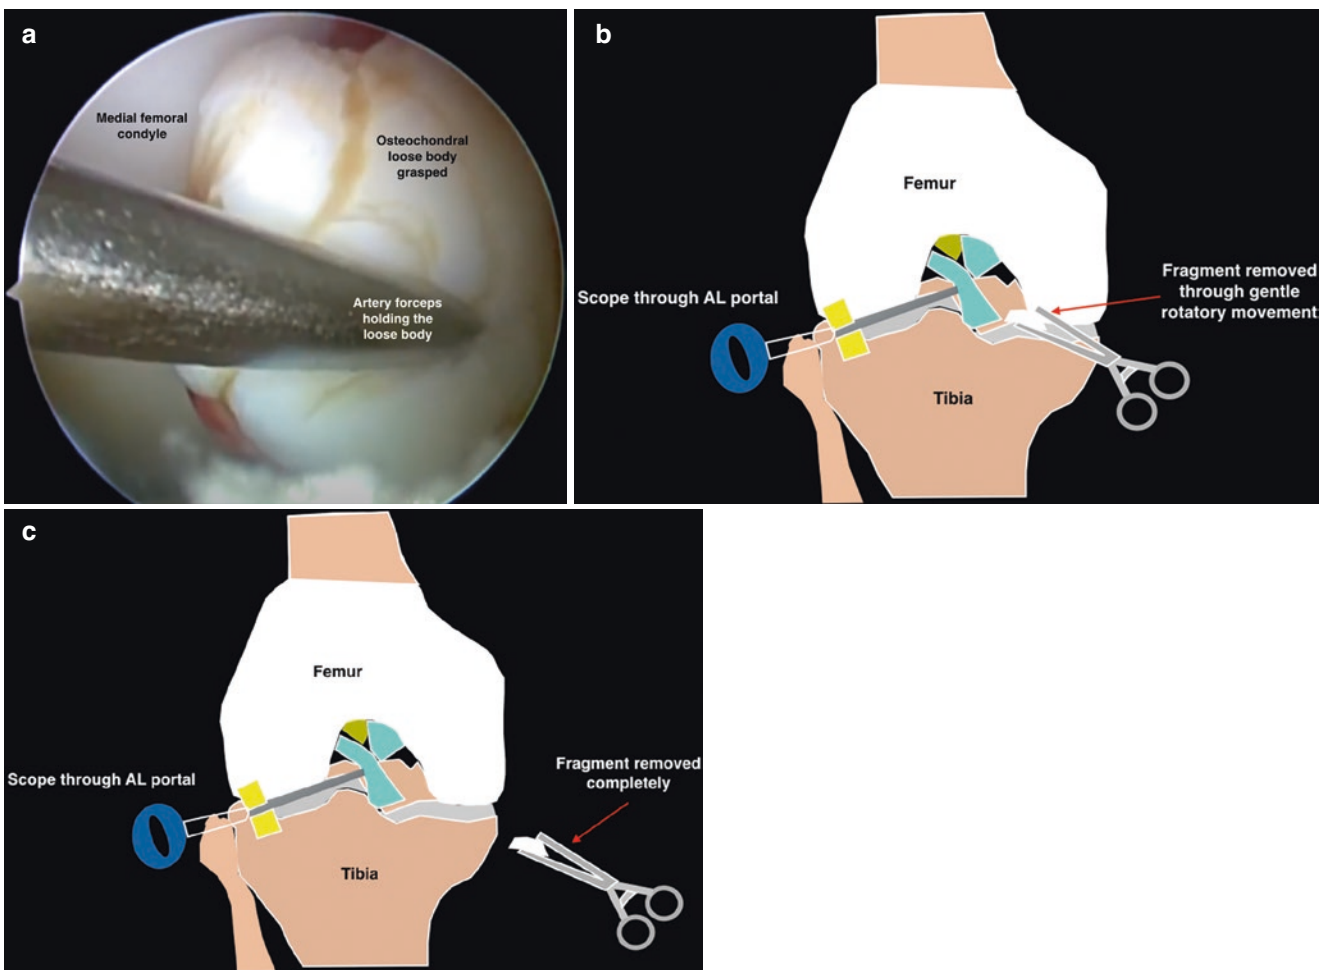 a
Medial femoral
condyle
Osteochondral
loose body
grasped
Artery forceps
holding the
loose body
b
Femur
Scope through AL portal
Fragment removed
through gentle
rotatory movement
Tibia
c
Femur
Scope through AL portal
Fragment removed
completely
Tibia